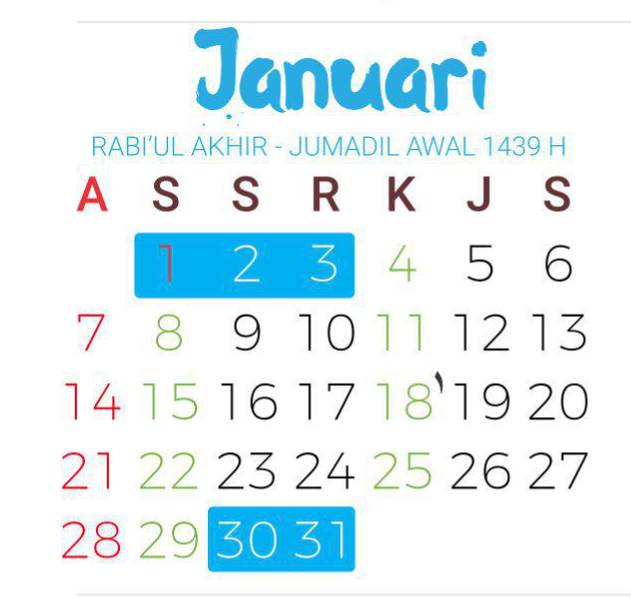 Januari
RABI'UL AKHIR - JUMADIL AWAL 1439 H
A S S R K J S
1 2 3 4 5 6
7 8 9 10 11 12 13
14 15 16 17 18 19 20
21 22 23 24 25 26 27
28 29 30 31